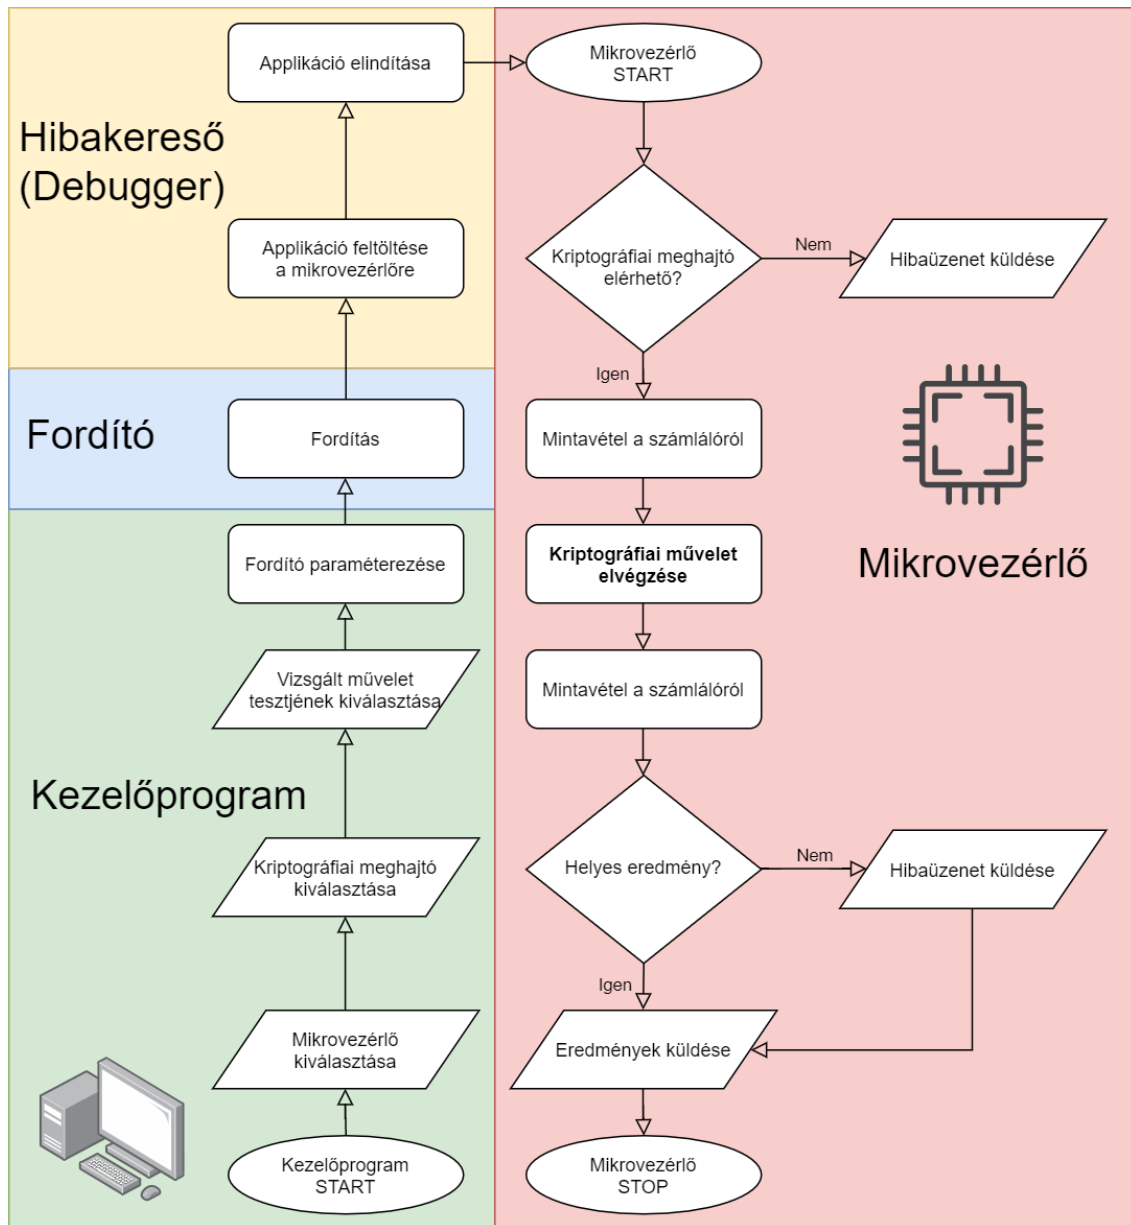 Applikáció elindítása
Hibakereső
(Debugger)
Applikáció feltöltése
a mikrovezérlőre
Fordító
Fordítás
Fordító paraméterezése
Vizsgált művelet
tesztjének kiválasztása
Kezelőprogram
Kriptográfiai meghajtó
kiválasztása
Mikrovezérlő
kiválasztása
Kezelőprogram
START
Mikrovezérlő
START
Kriptográfiai meghajtó
elérhető?
Nem
Hibaüzenet küldése
Igen
Mintavétel a számlálóról
Kriptográfiai művelet
elvégzése
Mikrovezérlő
Mintavétel a számlálóról
Helyes eredmény?
Nem
Hibaüzenet küldése
Igen
Eredmények küldése
Mikrovezérlő
STOP